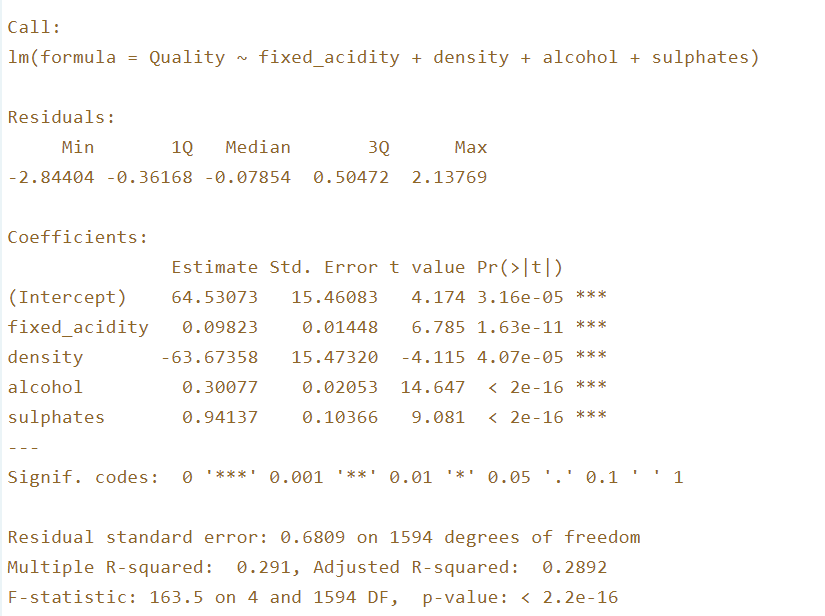 Call:
lm(formula = Quality ~ fixed_acidity + density + alcohol + sulphates)
Residuals:
     Min       1Q   Median       3Q      Max
-2.84404 -0.36168 -0.07854  0.50472  2.13769
Coefficients:
               Estimate Std. Error t value Pr(>|t|)
(Intercept)    64.53073   15.46083   4.174 3.16e-05 ***
fixed_acidity   0.09823    0.01448   6.785 1.63e-11 ***
density       -63.67358   15.47320  -4.115 4.07e-05 ***
alcohol         0.30077    0.02053  14.647  < 2e-16 ***
sulphates       0.94137    0.10366   9.081  < 2e-16 ***
---
Signif. codes:  0 '***' 0.001 '**' 0.01 '*' 0.05 '.' 0.1 ' ' 1
Residual standard error: 0.6809 on 1594 degrees of freedom
Multiple R-squared:  0.291, Adjusted R-squared:  0.2892
F-statistic: 163.5 on 4 and 1594 DF,  p-value: < 2.2e-16